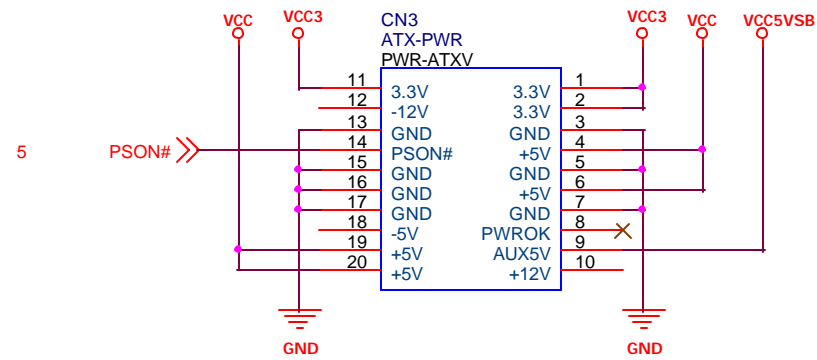 VCC VCC3 CN3 VCC3 VCC VCC5VSB
ATX-PWR
PWR-ATXV
11 3.3V 3.3V 1
12 -12V 3.3V 2
13 GND GND 3
5 PSON# 14 PSON# +5V 4
15 GND GND 5
16 GND +5V 6
17 GND GND 7
18 -5V PWROK 8
19 +5V AUX5V 9
20 +5V +12V 10
GND GND